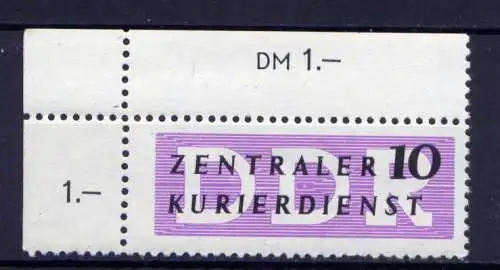 DM 1.–
1.–
ZENTRALER 10
DDR
KURIERDIENST